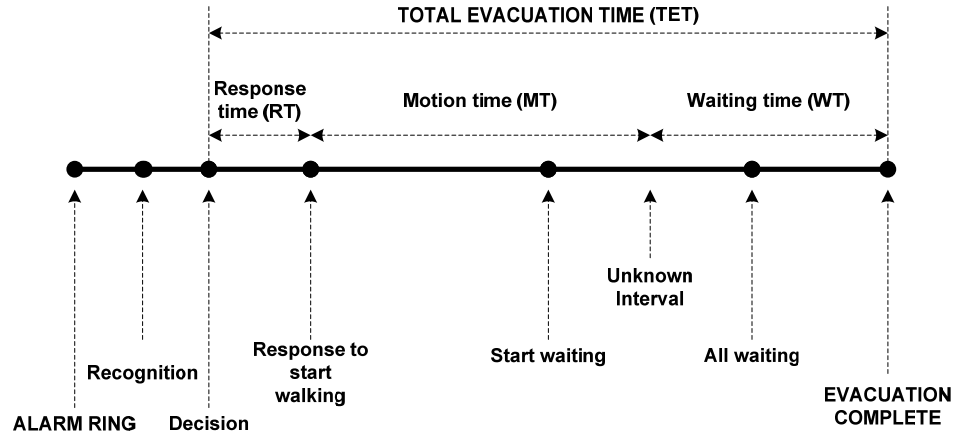 TOTAL EVACUATION TIME (TET)
Response
time (RT)
Motion time (MT)
Waiting time (WT)
Unknown
Interval
Response to
start
walking
Start waiting
All waiting
Recognition
EVACUATION
COMPLETE
ALARM RING
Decision